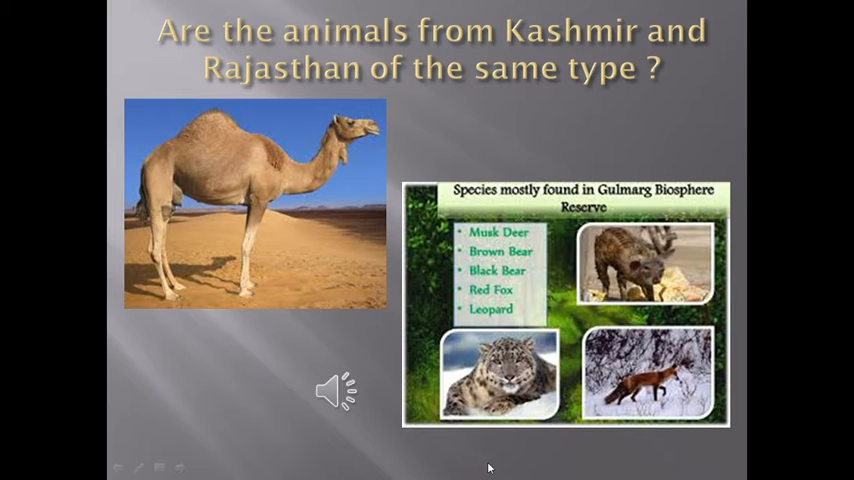 Are the animals from Kashmir and
Rajasthan of the same type ?
Species mostly found in Gulmarg Biosphere
Reserve
• Musk Deer
• Brown Bear
• Black Bear
• Red Fox
• Leopard